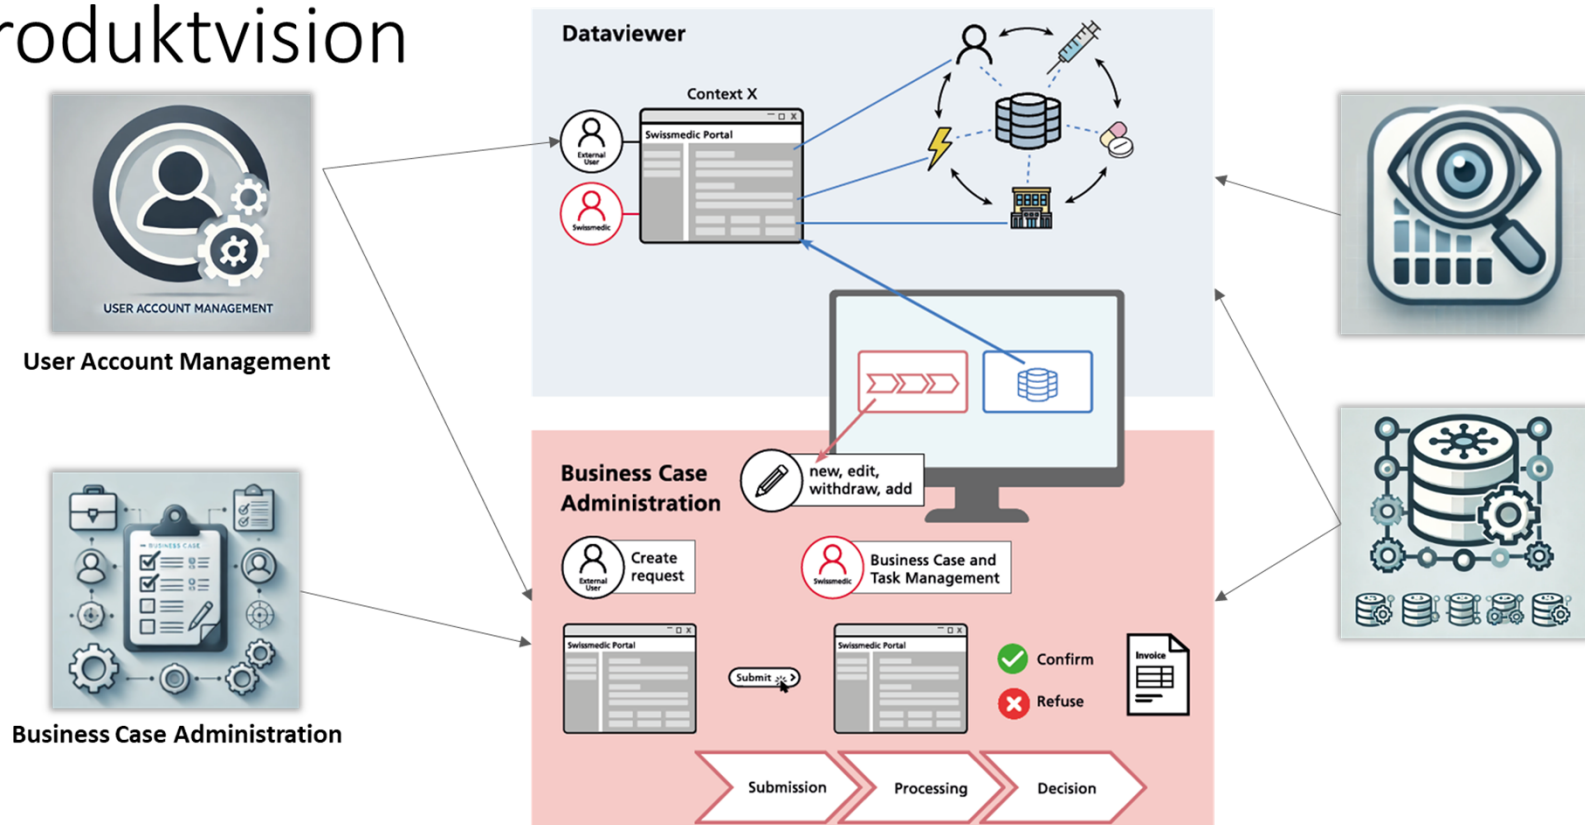 roduktvision
USER ACCOUNT MANAGEMENT
User Account Management
BUSINESS CASE
Business Case Administration
Dataviewer
Context X
Swissmedic Portal
External
User
Swissmedic
Business Case
Administration
new, edit,
withdraw, add
External
User
Create
request
Swissmedic
Business Case and
Task Management
Swissmedic Portal
Submit
Swissmedic Portal
Confirm
Refuse
Invoice
Submission
Processing
Decision